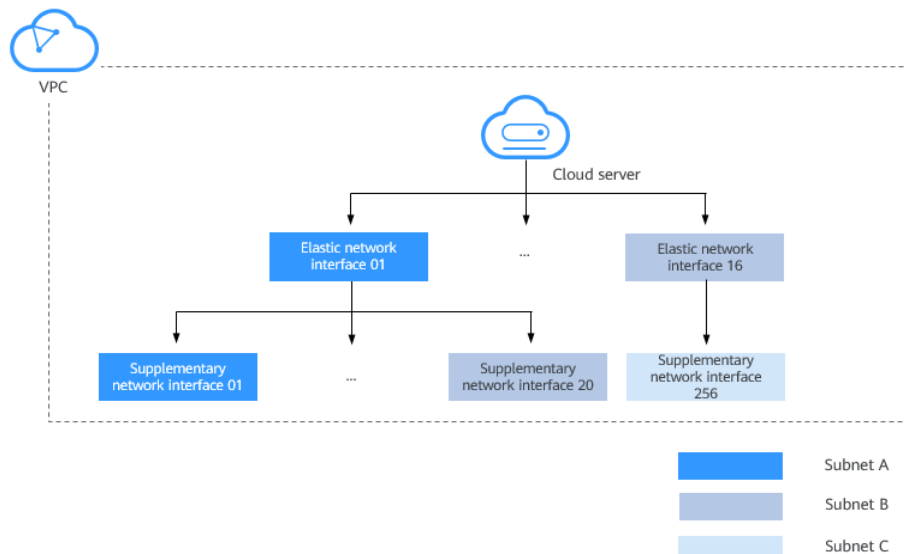 VPC
Cloud server
Elastic network
interface 01
...
Elastic network
interface 16
Supplementary
network interface 01
...
Supplementary
network interface 20
Supplementary
network interface
256
Subnet A
Subnet B
Subnet C